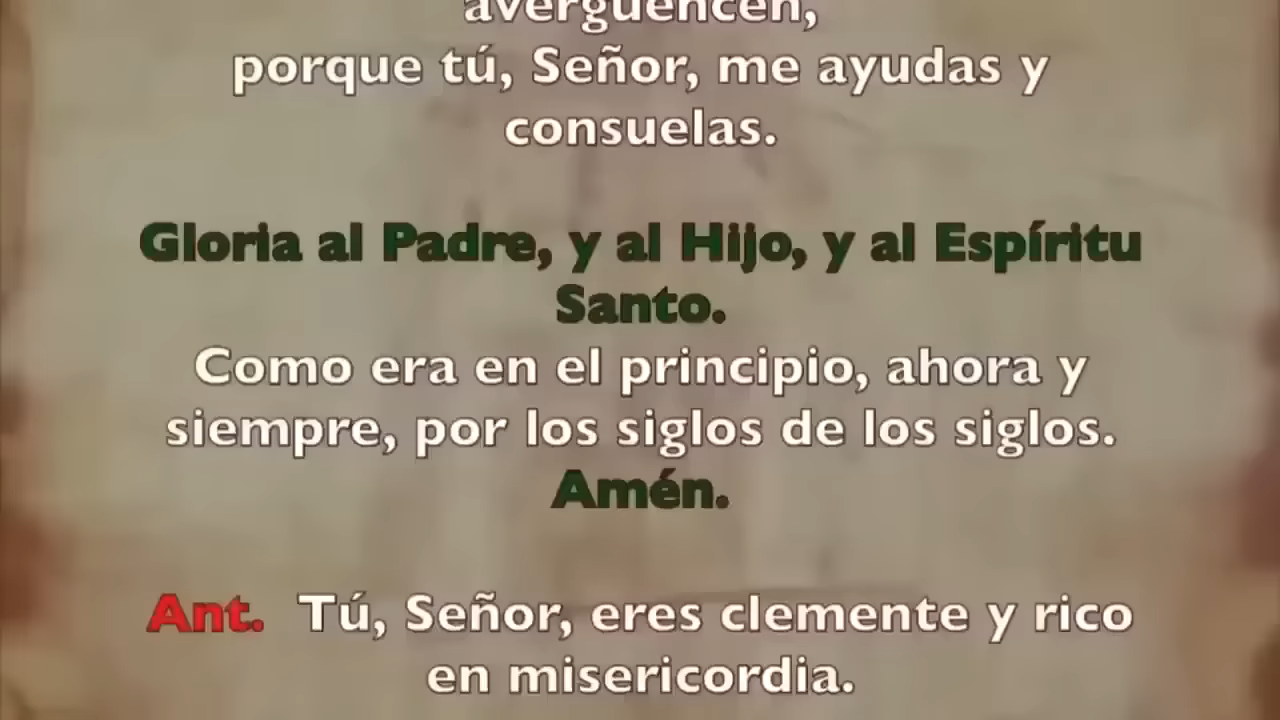 avergüencen,
porque tú, Señor, me ayudas y
consuelas.
Gloria al Padre, y al Hijo, y al Espíritu
Santo.
Como era en el principio, ahora y
siempre, por los siglos de los siglos.
Amén.
Ant. Tú, Señor, eres clemente y rico
en misericordia.